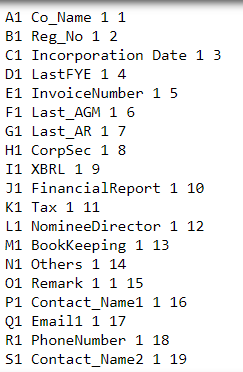 A1 Co_Name 1 1
B1 Reg_No 1 2
C1 Incorporation Date 1 3
D1 LastFYE 1 4
E1 InvoiceNumber 1 5
F1 Last_AGM 1 6
G1 Last_AR 1 7
H1 CorpSec 1 8
I1 XBRL 1 9
J1 FinancialReport 1 10
K1 Tax 1 11
L1 NomineeDirector 1 12
M1 BookKeeping 1 13
N1 Others 1 14
O1 Remark 1 1 15
P1 Contact_Name1 1 16
Q1 Email1 1 17
R1 PhoneNumber 1 18
S1 Contact_Name2 1 19